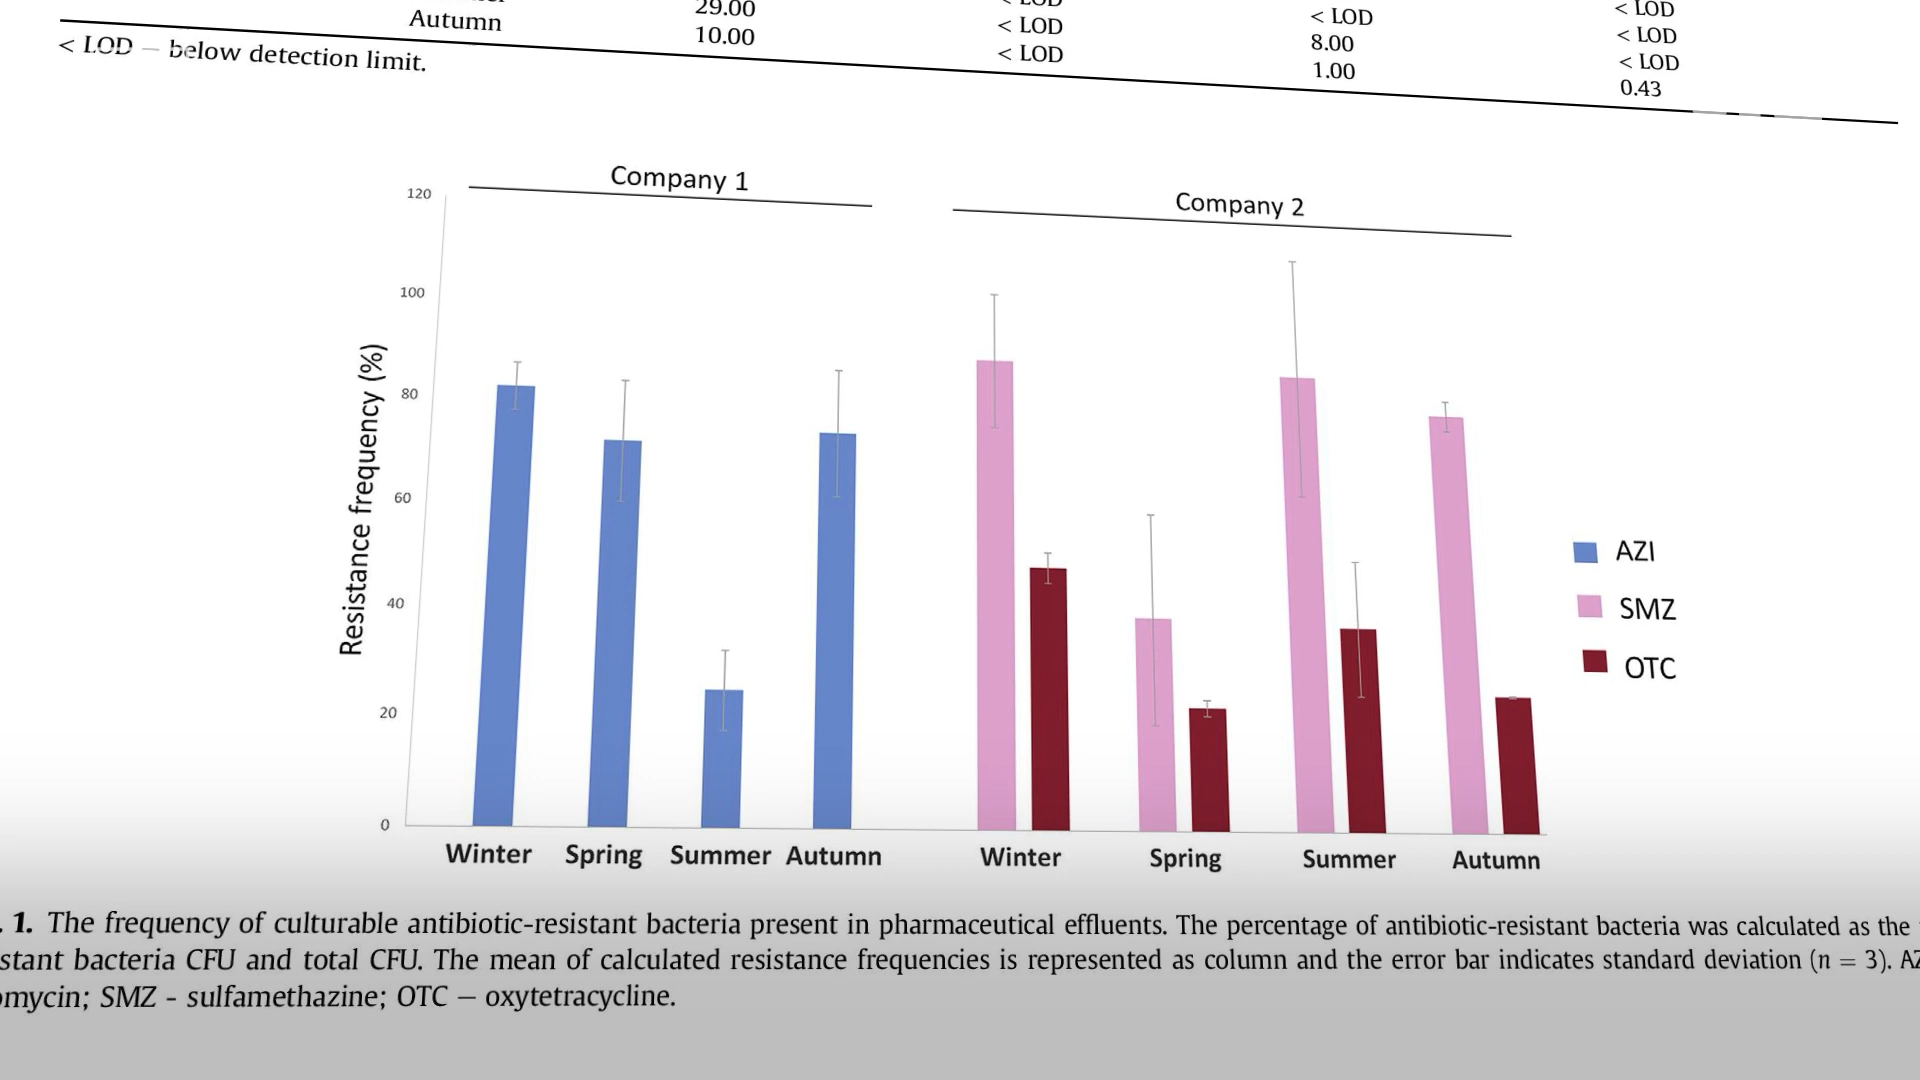 29.00 < LOD < LOD < LOD
Autumn 10.00 < LOD 8.00 < LOD
< LOD 1.00 < LOD
0.43
< LOD — below detection limit.
Company 1
Company 2
120
100
80
60
40
20
0
Resistance frequency (%)
AZI
SMZ
OTC
Winter Spring Summer Autumn Winter Spring Summer Autumn
. 1. The frequency of culturable antibiotic-resistant bacteria present in pharmaceutical effluents. The percentage of antibiotic-resistant bacteria was calculated as the
stant bacteria CFU and total CFU. The mean of calculated resistance frequencies is represented as column and the error bar indicates standard deviation (n = 3). AZ
omycin; SMZ - sulfamethazine; OTC — oxytetracycline.